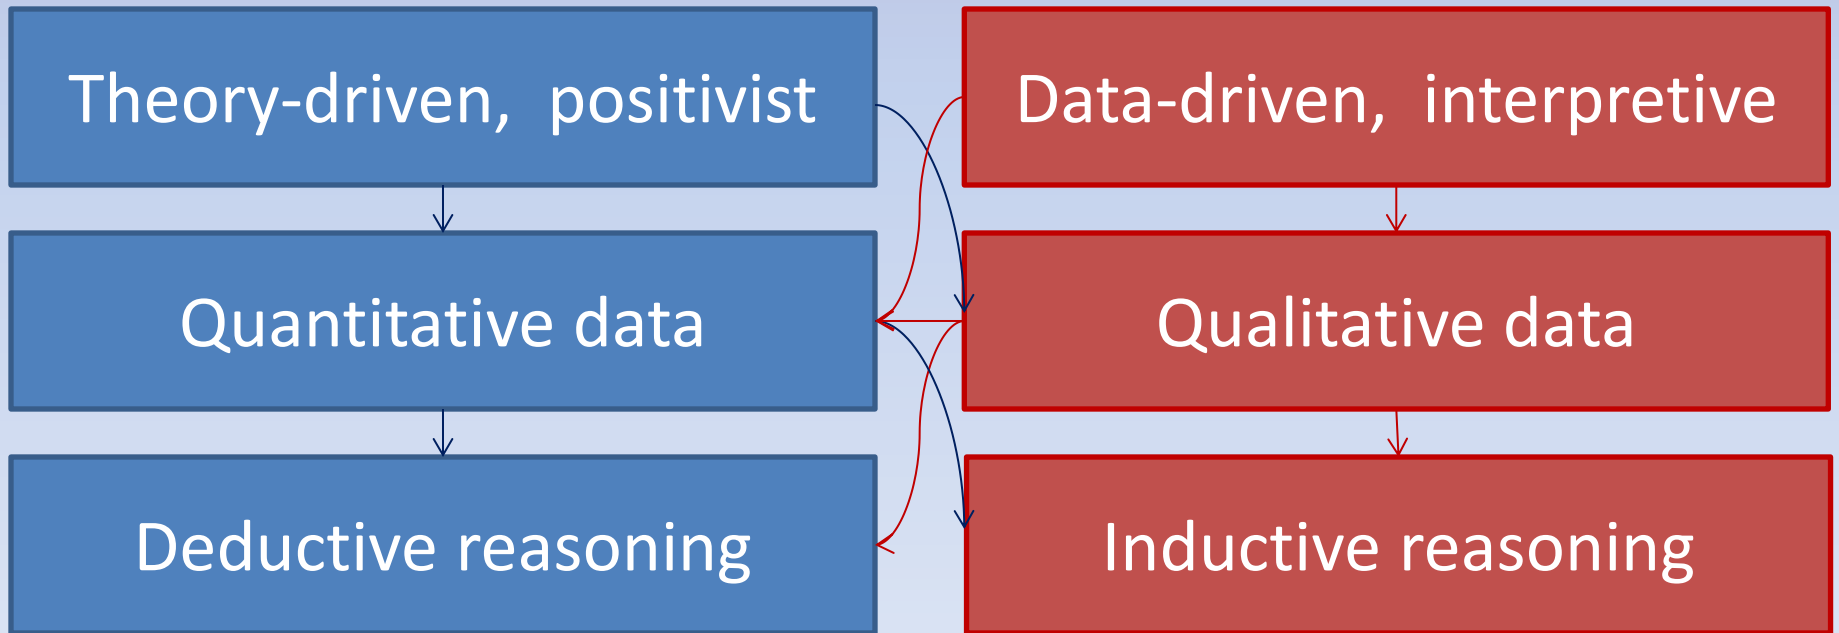 Theory-driven, positivist
Data-driven, interpretive
Quantitative data
Qualitative data
Deductive reasoning
Inductive reasoning